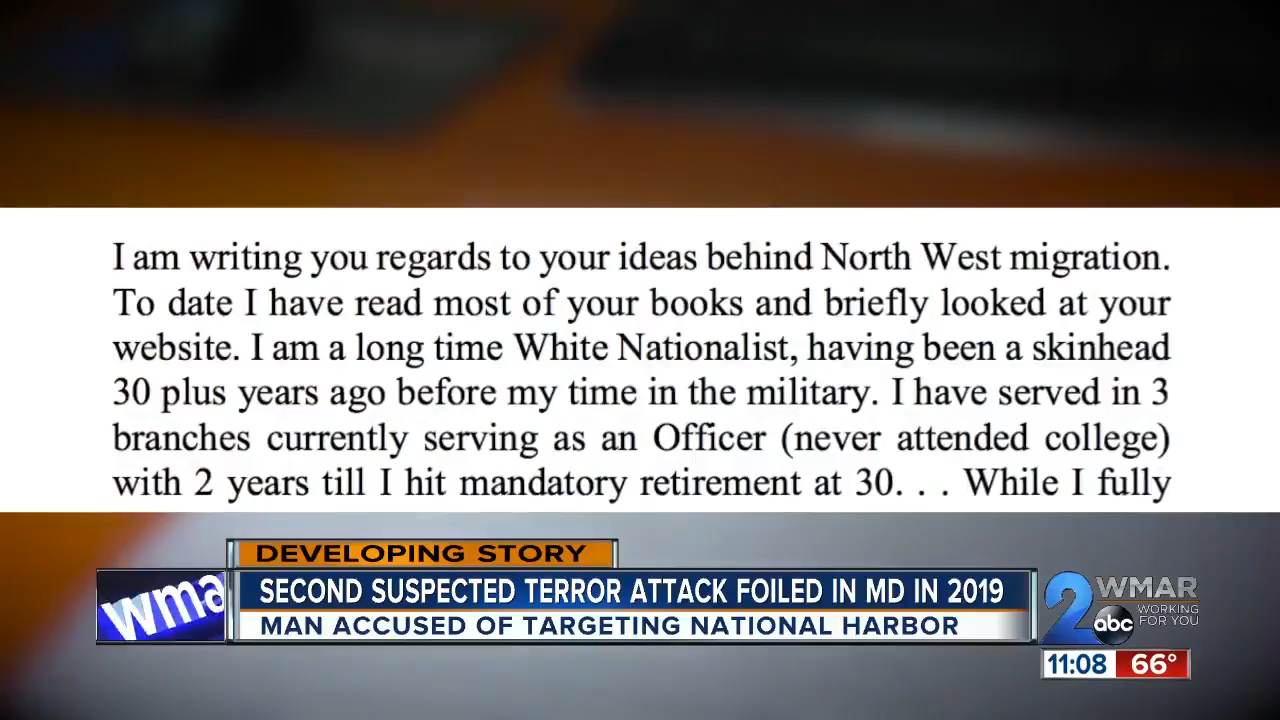 I am writing you regards to your ideas behind North West migration.
To date I have read most of your books and briefly looked at your
website. I am a long time White Nationalist, having been a skinhead
30 plus years ago before my time in the military. I have served in 3
branches currently serving as an Officer (never attended college)
with 2 years till I hit mandatory retirement at 30. . . While I fully
DEVELOPING STORY
SECOND SUSPECTED TERROR ATTACK FOILED IN MD IN 2019
MAN ACCUSED OF TARGETING NATIONAL HARBOR
wma
2 WMAR
abc WORKING
FOR YOU
11:08 66°